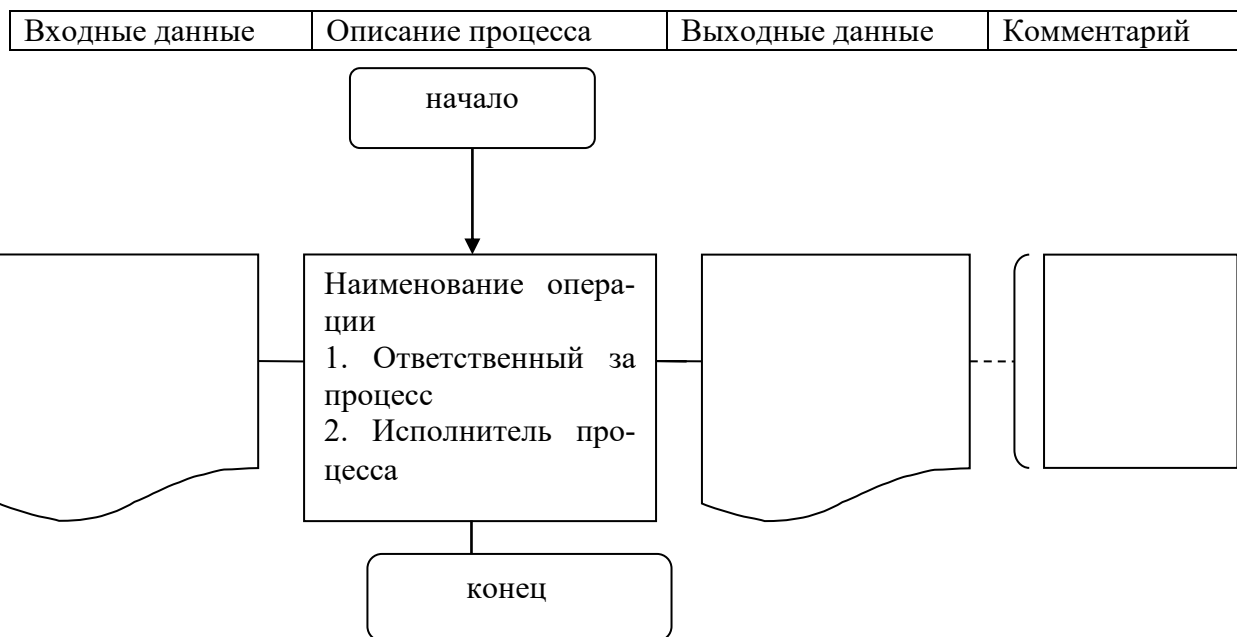 Входные данные Описание процесса Выходные данные Комментарий
начало
Наименование опера-
ции
1. Ответственный за
процесс
2. Исполнитель про-
цесса
конец